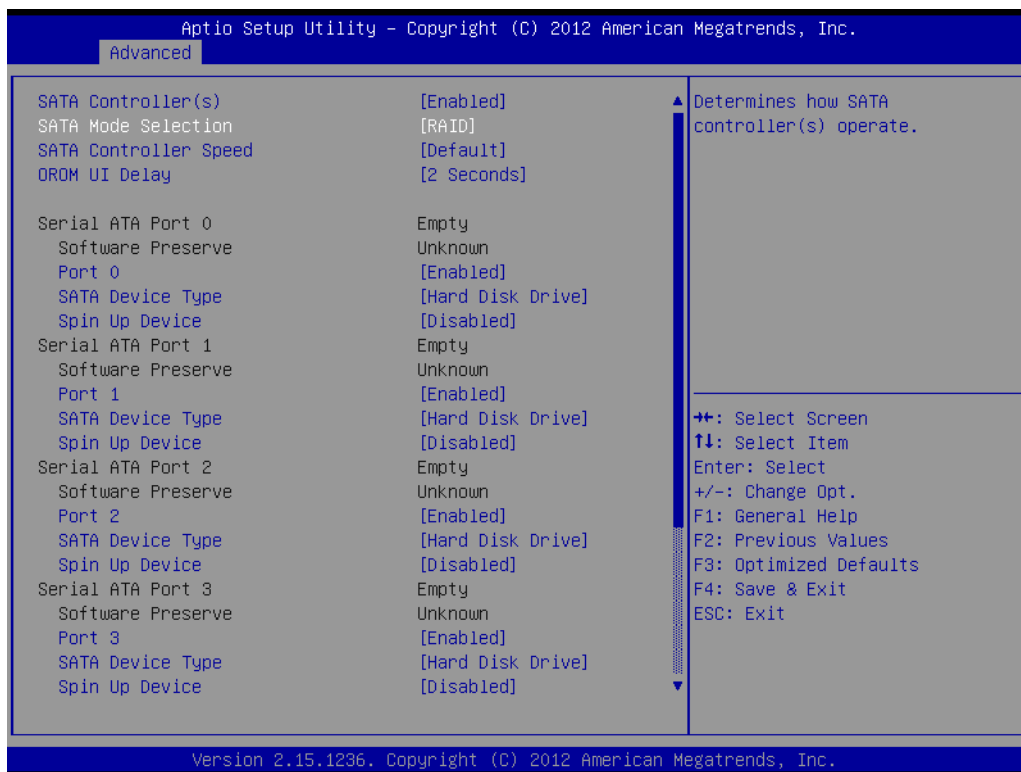 Aptio Setup Utility – Copyright (C) 2012 American Megatrends, Inc.
Advanced
SATA Controller(s) [Enabled]
SATA Mode Selection [RAID]
SATA Controller Speed [Default]
OROM UI Delay [2 Seconds]
Serial ATA Port 0 Empty
Software Preserve Unknown
Port 0 [Enabled]
SATA Device Type [Hard Disk Drive]
Spin Up Device [Disabled]
Serial ATA Port 1 Empty
Software Preserve Unknown
Port 1 [Enabled]
SATA Device Type [Hard Disk Drive]
Spin Up Device [Disabled]
Serial ATA Port 2 Empty
Software Preserve Unknown
Port 2 [Enabled]
SATA Device Type [Hard Disk Drive]
Spin Up Device [Disabled]
Serial ATA Port 3 Empty
Software Preserve Unknown
Port 3 [Enabled]
SATA Device Type [Hard Disk Drive]
Spin Up Device [Disabled]
Determines how SATA
controller(s) operate.
→←: Select Screen
↑↓: Select Item
Enter: Select
+/-: Change Opt.
F1: General Help
F2: Previous Values
F3: Optimized Defaults
F4: Save & Exit
ESC: Exit
Version 2.15.1236. Copyright (C) 2012 American Megatrends, Inc.